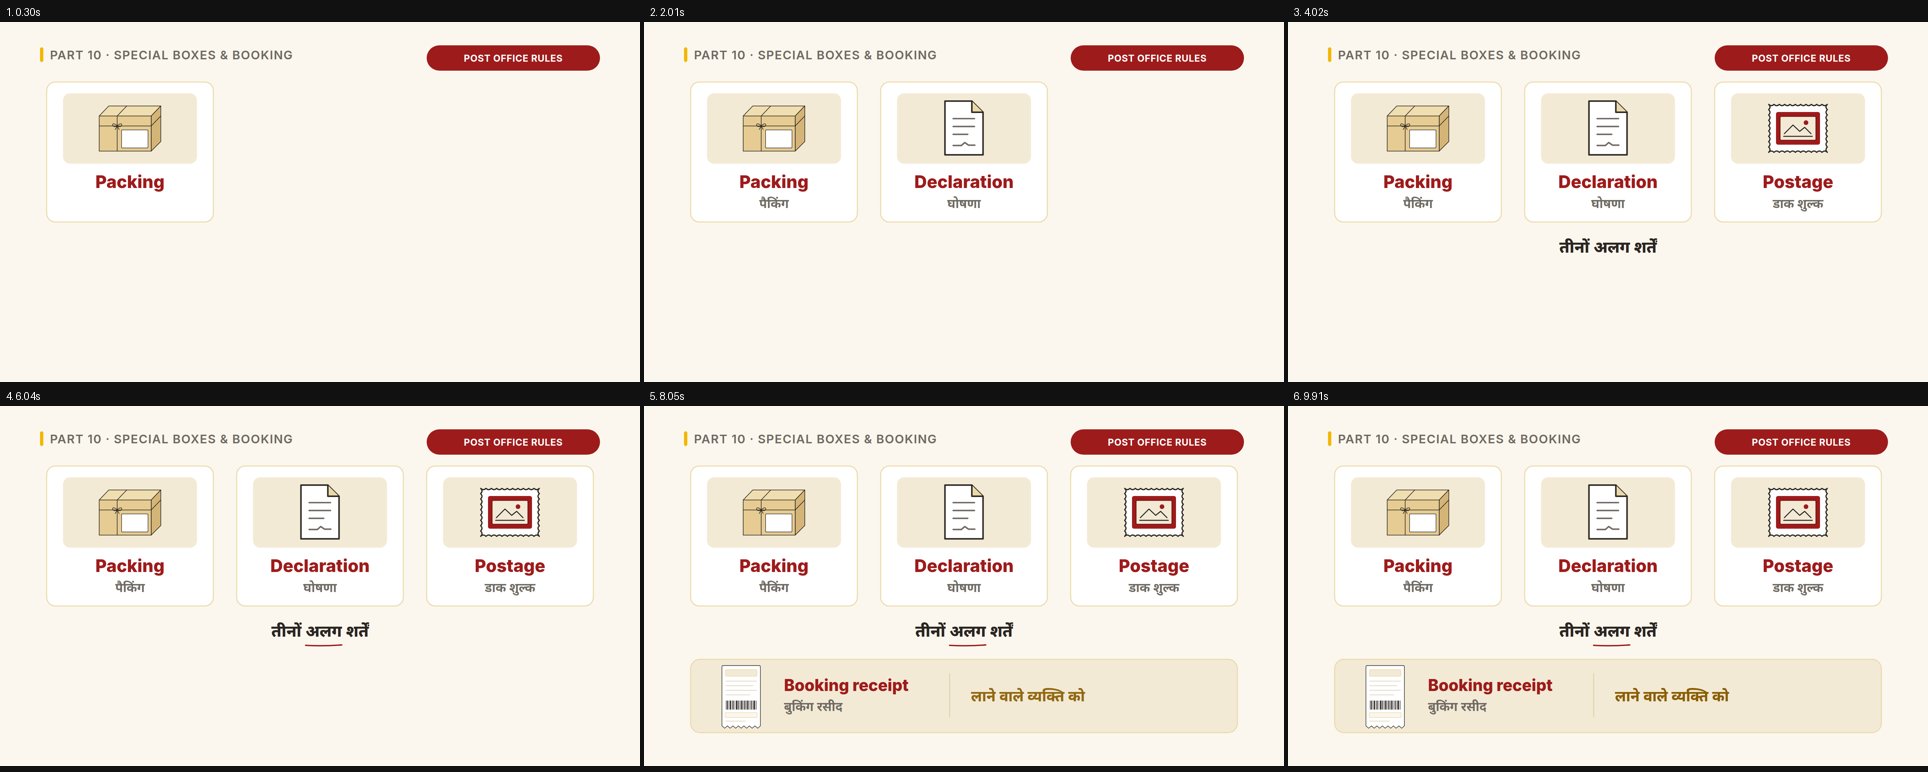 1. 0.30s
PART 10 · SPECIAL BOXES & BOOKING
POST OFFICE RULES
Packing
2. 2.01s
PART 10 · SPECIAL BOXES & BOOKING
POST OFFICE RULES
Packing
पैकिंग
Declaration
घोषणा
3. 4.02s
PART 10 · SPECIAL BOXES & BOOKING
POST OFFICE RULES
Packing
पैकिंग
Declaration
घोषणा
Postage
डाक शुल्क
तीनों अलग शर्तें
4. 6.04s
PART 10 · SPECIAL BOXES & BOOKING
POST OFFICE RULES
Packing
पैकिंग
Declaration
घोषणा
Postage
डाक शुल्क
तीनों अलग शर्तें
5. 8.05s
PART 10 · SPECIAL BOXES & BOOKING
POST OFFICE RULES
Packing
पैकिंग
Declaration
घोषणा
Postage
डाक शुल्क
तीनों अलग शर्तें
Booking receipt
बुकिंग रसीद
लाने वाले व्यक्ति को
6. 9.91s
PART 10 · SPECIAL BOXES & BOOKING
POST OFFICE RULES
Packing
पैकिंग
Declaration
घोषणा
Postage
डाक शुल्क
तीनों अलग शर्तें
Booking receipt
बुकिंग रसीद
लाने वाले व्यक्ति को